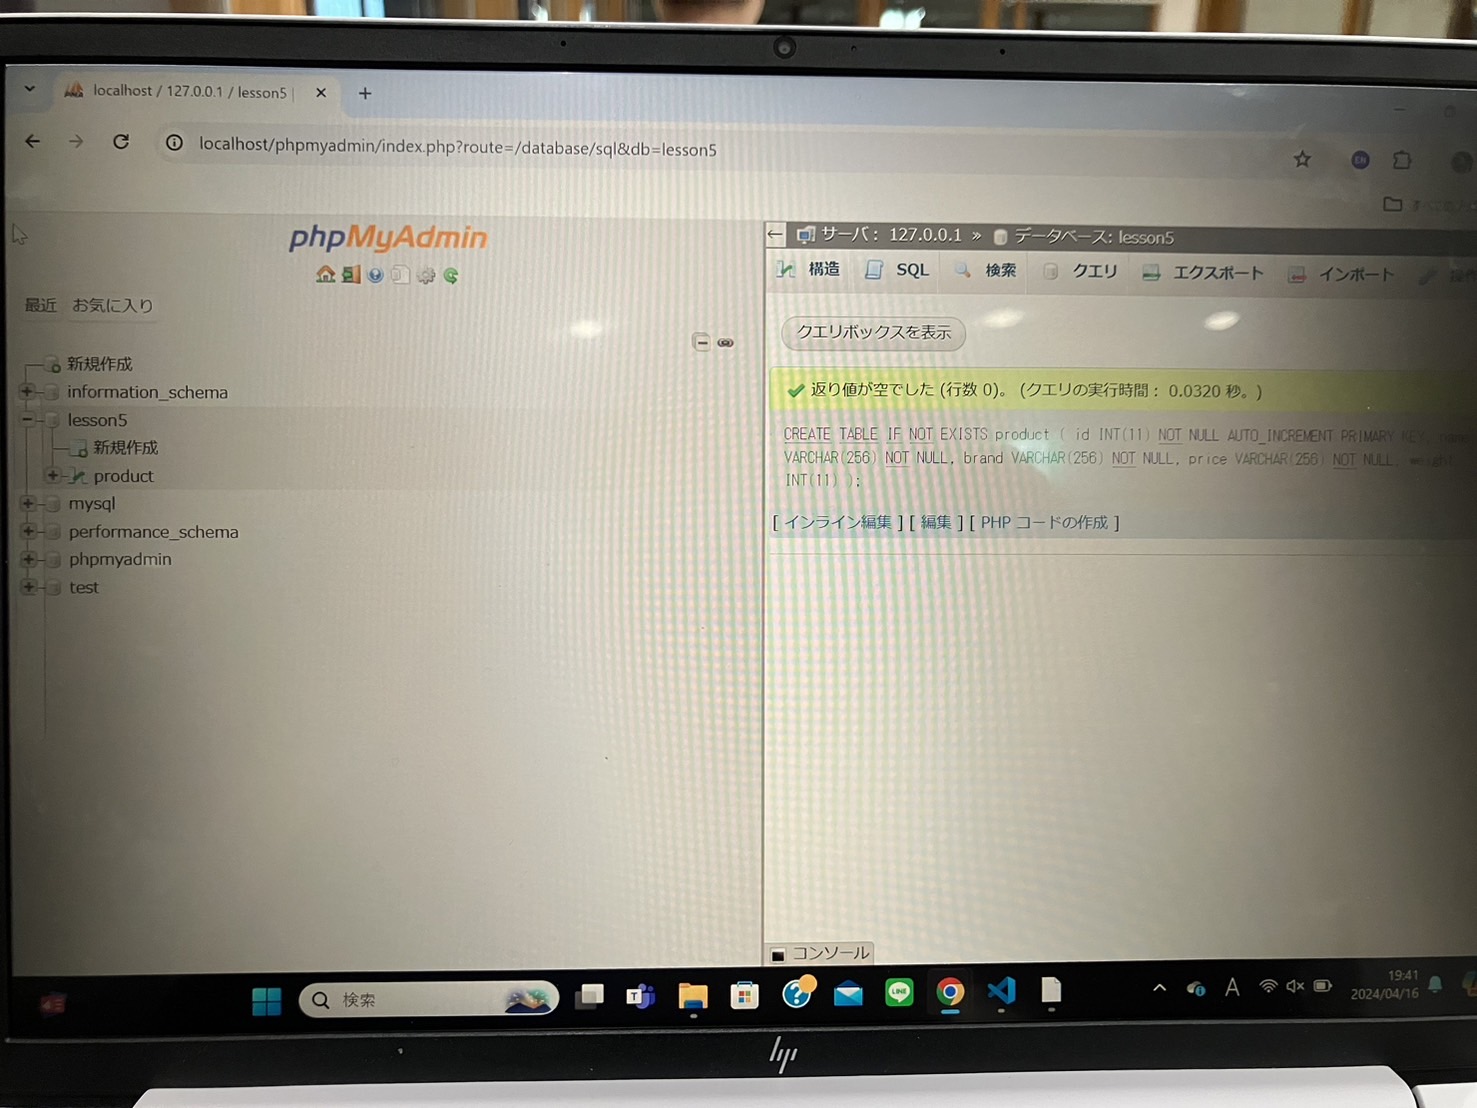 localhost / 127.0.0.1 / lesson5
localhost/phpmyadmin/index.php?route=/database/sql&db=lesson5
EN
phpMyAdmin
最近 お気に入り
新規作成
information_schema
lesson5
新規作成
product
mysql
performance_schema
phpmyadmin
test
サーバ: 127.0.0.1 » データベース: lesson5
構造 SQL 検索 クエリ エクスポート インポート
クエリボックスを表示
返り値が空でした (行数 0)。 (クエリの実行時間: 0.0320 秒。)
CREATE TABLE IF NOT EXISTS product ( id INT(11) NOT NULL AUTO_INCREMENT PRIMARY KEY, name
VARCHAR(256) NOT NULL, brand VARCHAR(256) NOT NULL, price VARCHAR(256) NOT NULL, weight
INT(11) );
[ インライン編集 ] [ 編集 ] [ PHP コードの作成 ]
コンソール
検索
LINE
A
19:41
2024/04/16
hp